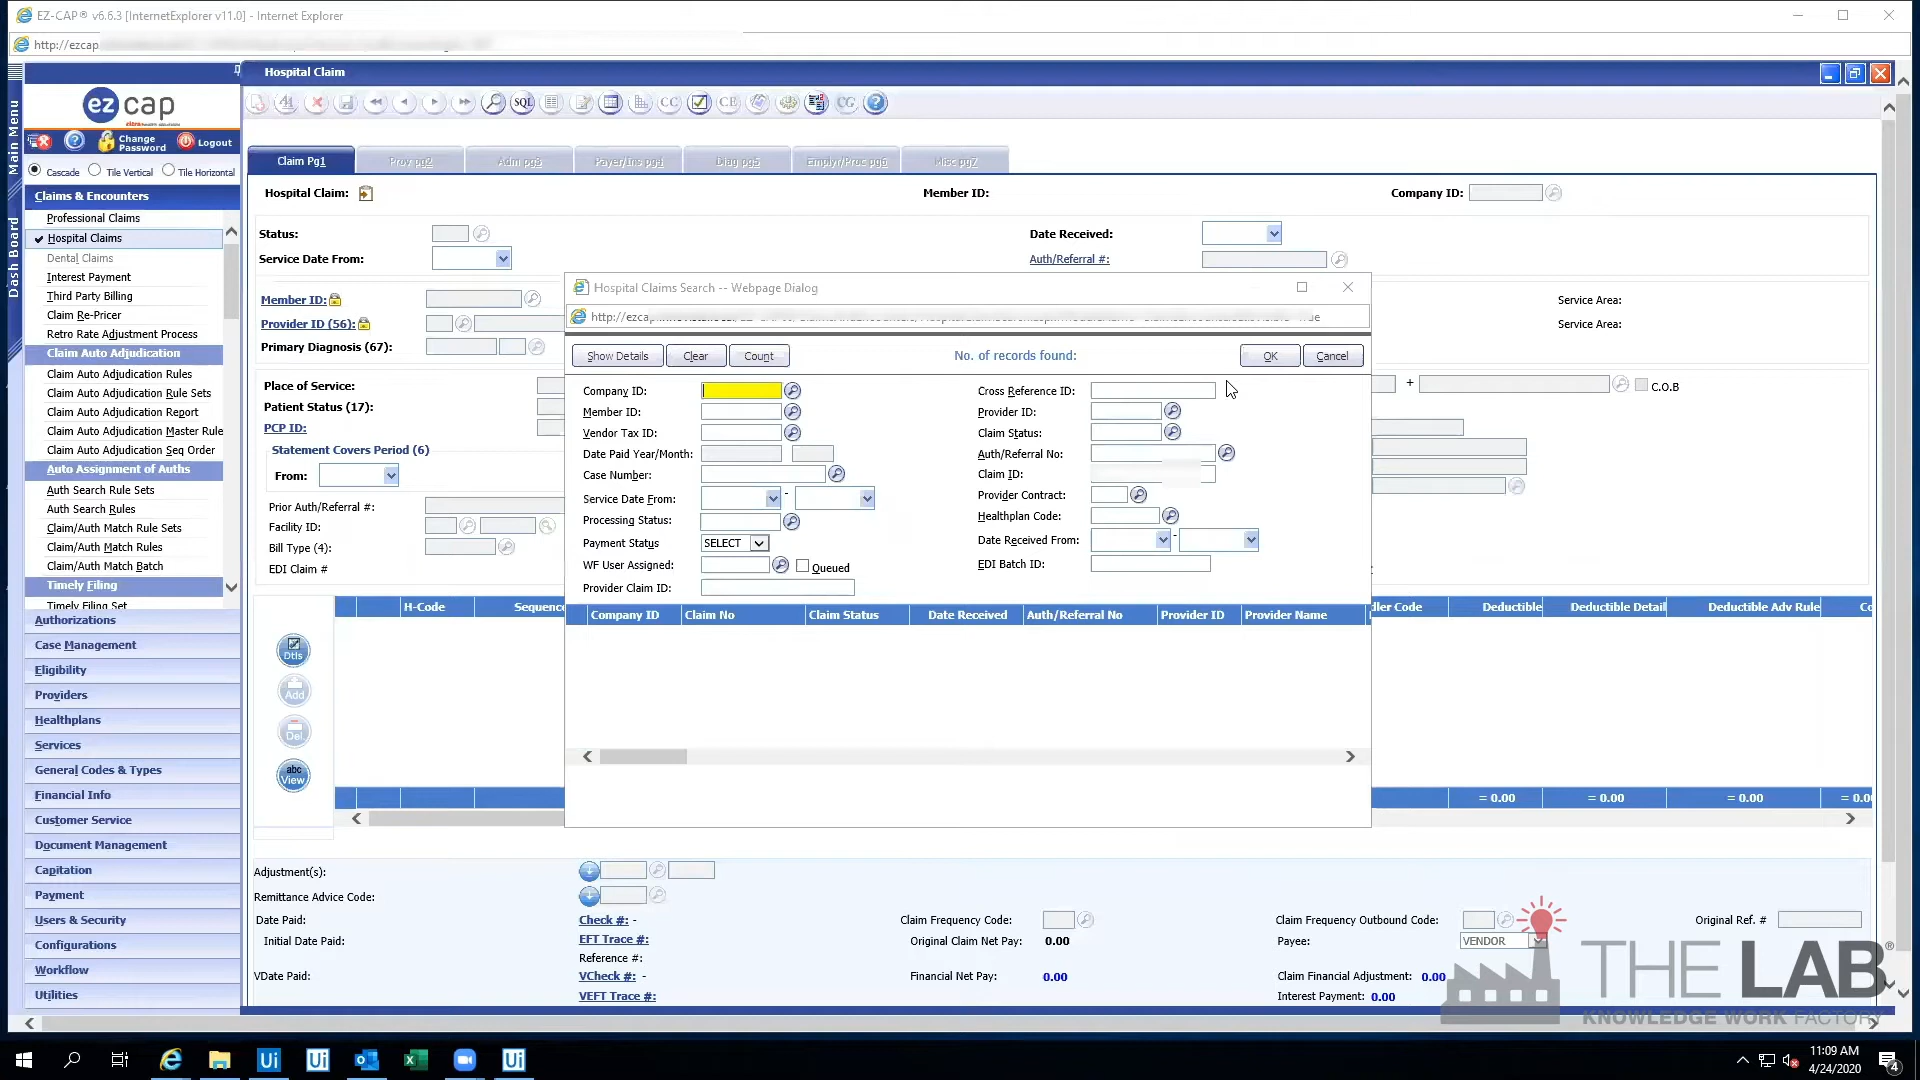 EZ-CAP® v6.6.3 [InternetExplorer v11.0] - Internet Explorer
http://ezcap
Main Menu
Dash Board
ez cap
Change Password
Logout
Cascade Tile Vertical Tile Horizontal
Claims & Encounters
Professional Claims
Hospital Claims
Dental Claims
Interest Payment
Third Party Billing
Claim Re-Pricer
Retro Rate Adjustment Process
Claim Auto Adjudication
Claim Auto Adjudication Rules
Claim Auto Adjudication Rule Sets
Claim Auto Adjudication Report
Claim Auto Adjudication Master Rule
Claim Auto Adjudication Seq Order
Auto Assignment of Auths
Auth Search Rule Sets
Auth Search Rules
Claim/Auth Match Rule Sets
Claim/Auth Match Rules
Claim/Auth Match Batch
Timely Filing
Timely Filing Set
Authorizations
Case Management
Eligibility
Providers
Healthplans
Services
General Codes & Types
Financial Info
Customer Service
Document Management
Capitation
Payment
Users & Security
Configurations
Workflow
Utilities
Hospital Claim
SQL CC CE CG
Claim Pg1 Prov pg2 Adm pg3 Payer/Ins pg4 Diag pg5 Emplyr/Proc pg6 Misc pg7
Hospital Claim: Member ID: Company ID:
Status: Date Received:
Service Date From: Auth/Referral #:
Member ID: Service Area:
Provider ID (56): Service Area:
Primary Diagnosis (67):
Place of Service: + C.O.B
Patient Status (17):
PCP ID:
Statement Covers Period (6)
From:
Prior Auth/Referral #:
Facility ID:
Bill Type (4):
EDI Claim #
Hospital Claims Search -- Webpage Dialog
http://ezcap
Show Details Clear Count No. of records found: OK Cancel
Company ID: Cross Reference ID:
Member ID: Provider ID:
Vendor Tax ID: Claim Status:
Date Paid Year/Month: Auth/Referral No:
Case Number: Claim ID:
Service Date From: - Provider Contract:
Processing Status: Healthplan Code:
Payment Status SELECT Date Received From: -
WF User Assigned: Queued EDI Batch ID:
Provider Claim ID:
Company ID Claim No Claim Status Date Received Auth/Referral No Provider ID Provider Name
H-Code Sequence dler Code Deductible Deductible Detail Deductible Adv Rule Co
Dtls
Add
Del
abc
View
= 0.00 = 0.00 = 0.00 = 0.0
Adjustment(s):
Remittance Advice Code:
Date Paid: Check #: - Claim Frequency Code: Claim Frequency Outbound Code: Original Ref. #
Initial Date Paid: EFT Trace #: Original Claim Net Pay: 0.00 Payee: VENDOR
Reference #:
VDate Paid: VCheck #: - Financial Net Pay: 0.00 Claim Financial Adjustment: 0.00
VEFT Trace #: Interest Payment: 0.00
THE LAB®
KNOWLEDGE WORK FACTORY
Ui Ui Ui
11:09 AM
4/24/2020
4